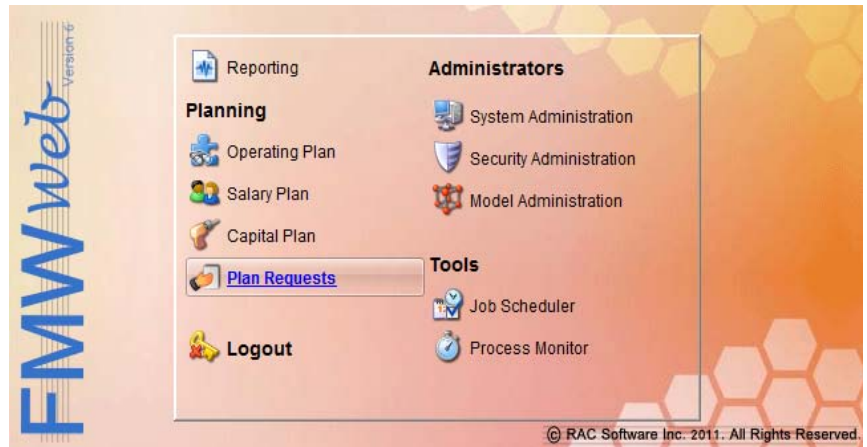 FMWweb
Version 6
Reporting
Planning
Operating Plan
Salary Plan
Capital Plan
Plan Requests
Logout
Administrators
System Administration
Security Administration
Model Administration
Tools
Job Scheduler
Process Monitor
© RAC Software Inc. 2011. All Rights Reserved.